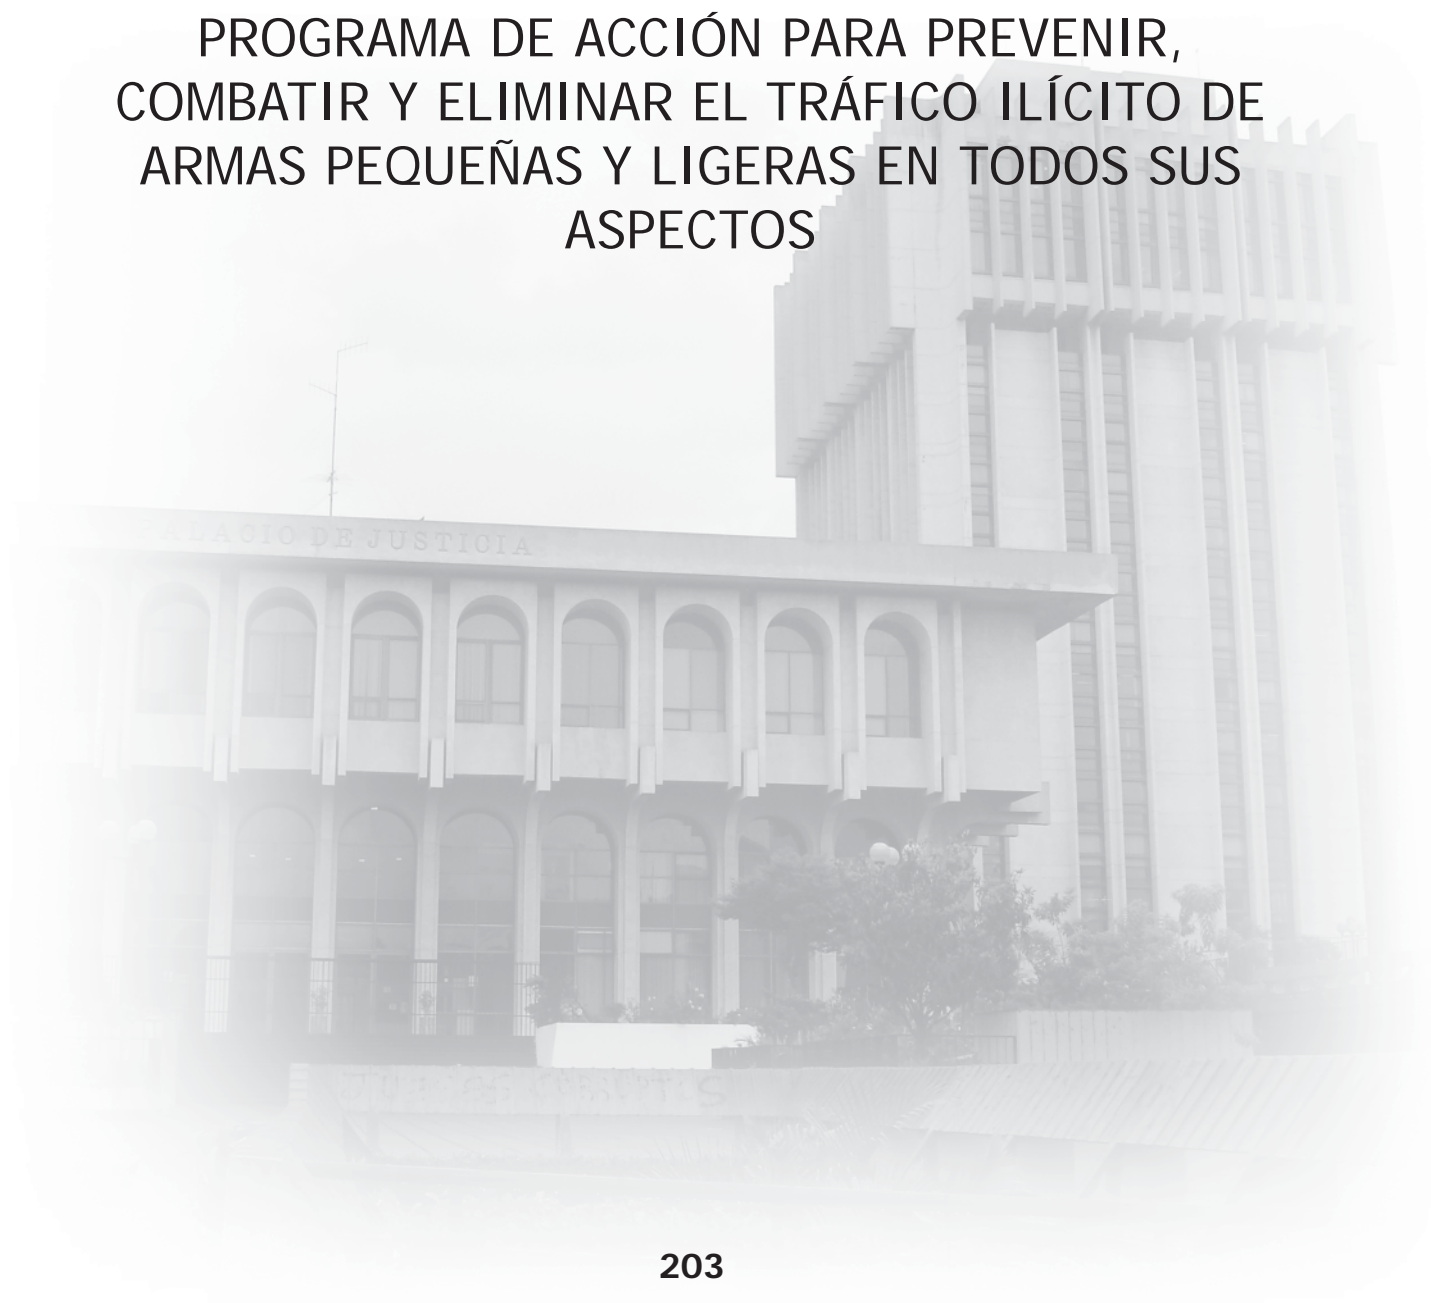 PROGRAMA DE ACCIÓN PARA PREVENIR,
COMBATIR Y ELIMINAR EL TRÁFICO ILÍCITO DE
ARMAS PEQUEÑAS Y LIGERAS EN TODOS SUS
ASPECTOS
PALACIO DE JUSTICIA
203